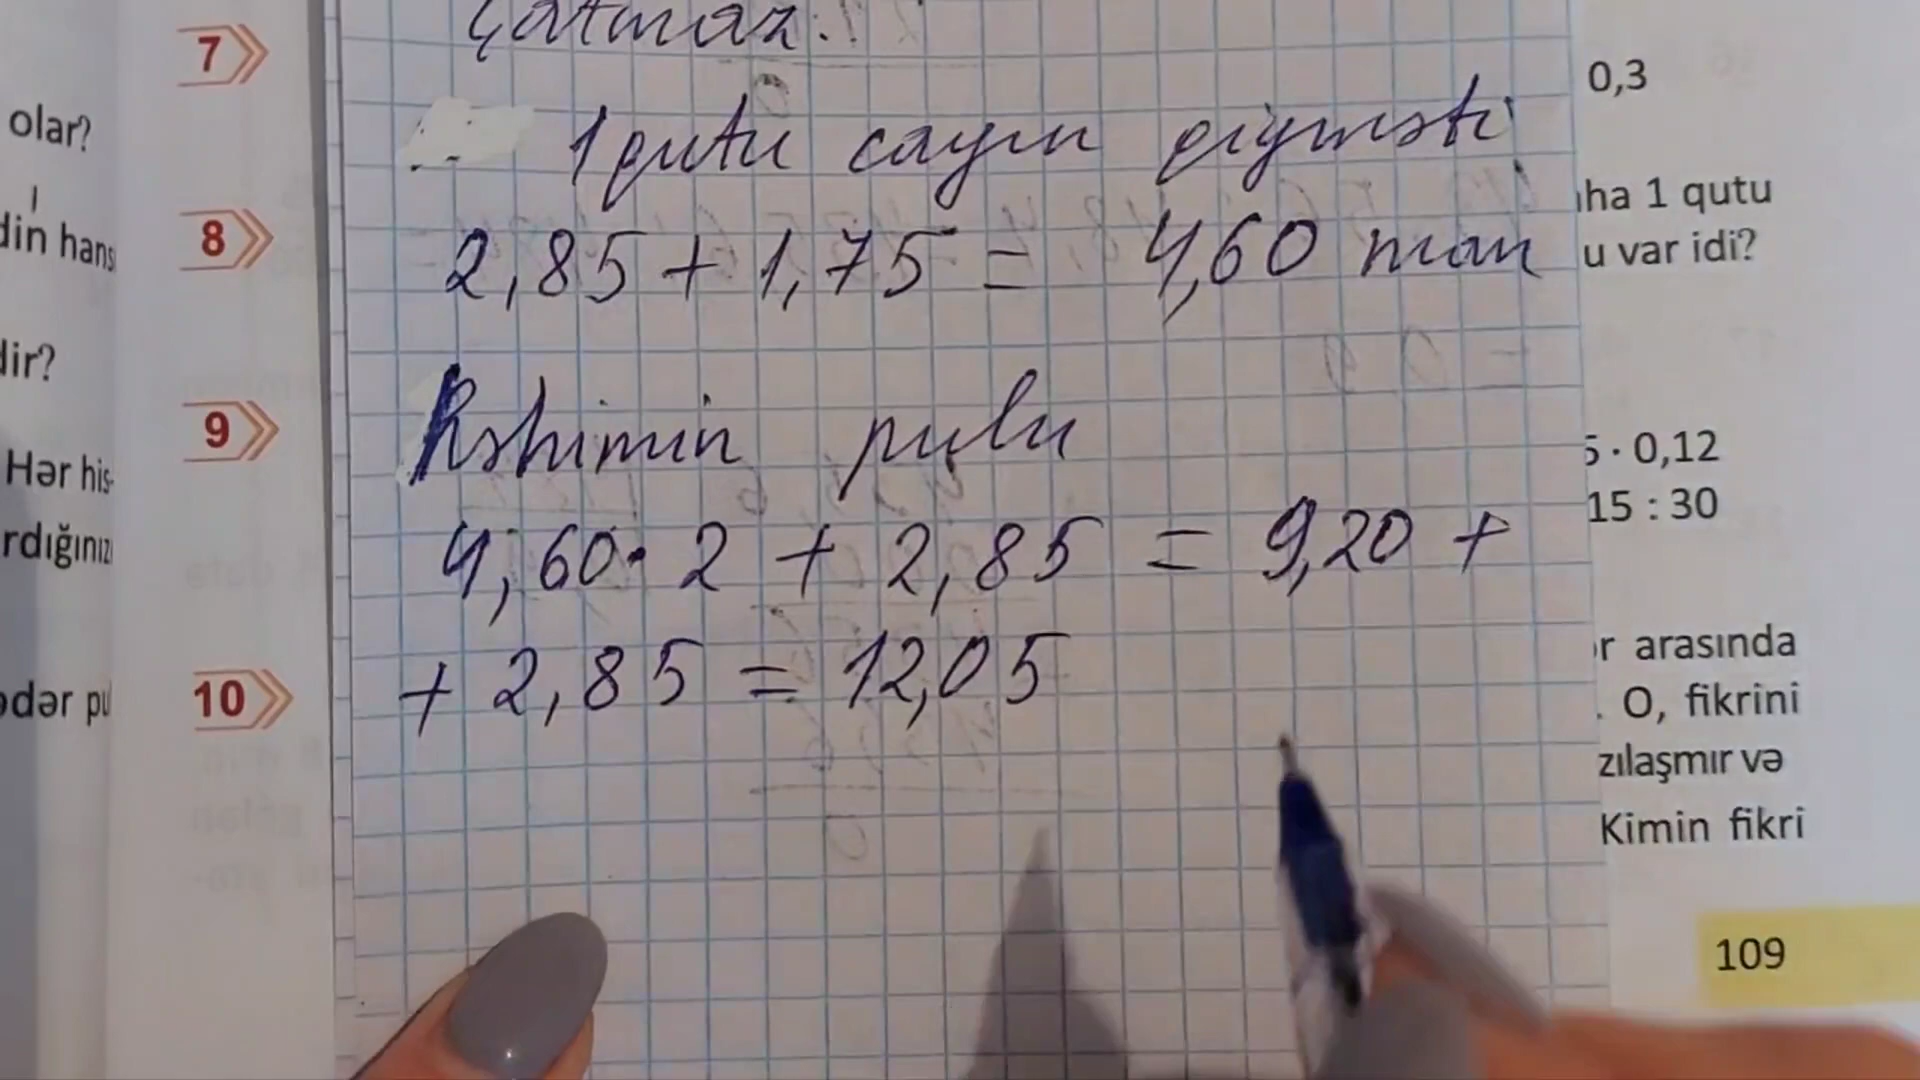 çatmaz.
1 qutu çayın qiyməti
2,85 + 1,75 = 4,60 man
Rəhimin pulu
4,60 · 2 + 2,85 = 9,20 +
+ 2,85 = 12,05
7
8
9
10
olar?
din hans
dir?
Hər his-
rdığınız
ədər pu
0,3
ha 1 qutu
u var idi?
5 · 0,12
15 : 30
r arasında
. O, fikrini
zılaşmır və
Kimin fikri
109